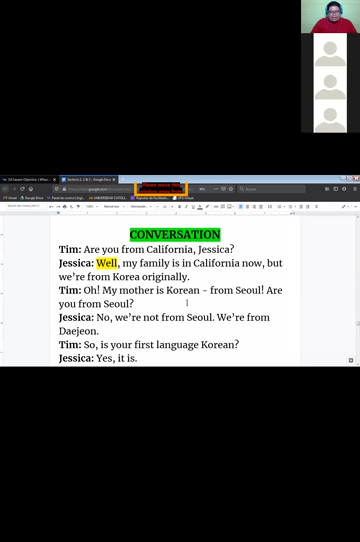 CONVERSATION
Tim: Are you from California, Jessica?
Jessica: Well, my family is in California now, but
we're from Korea originally.
Tim: Oh! My mother is Korean - from Seoul! Are
you from Seoul?
Jessica: No, we're not from Seoul. We're from
Daejeon.
Tim: So, is your first language Korean?
Jessica: Yes, it is.